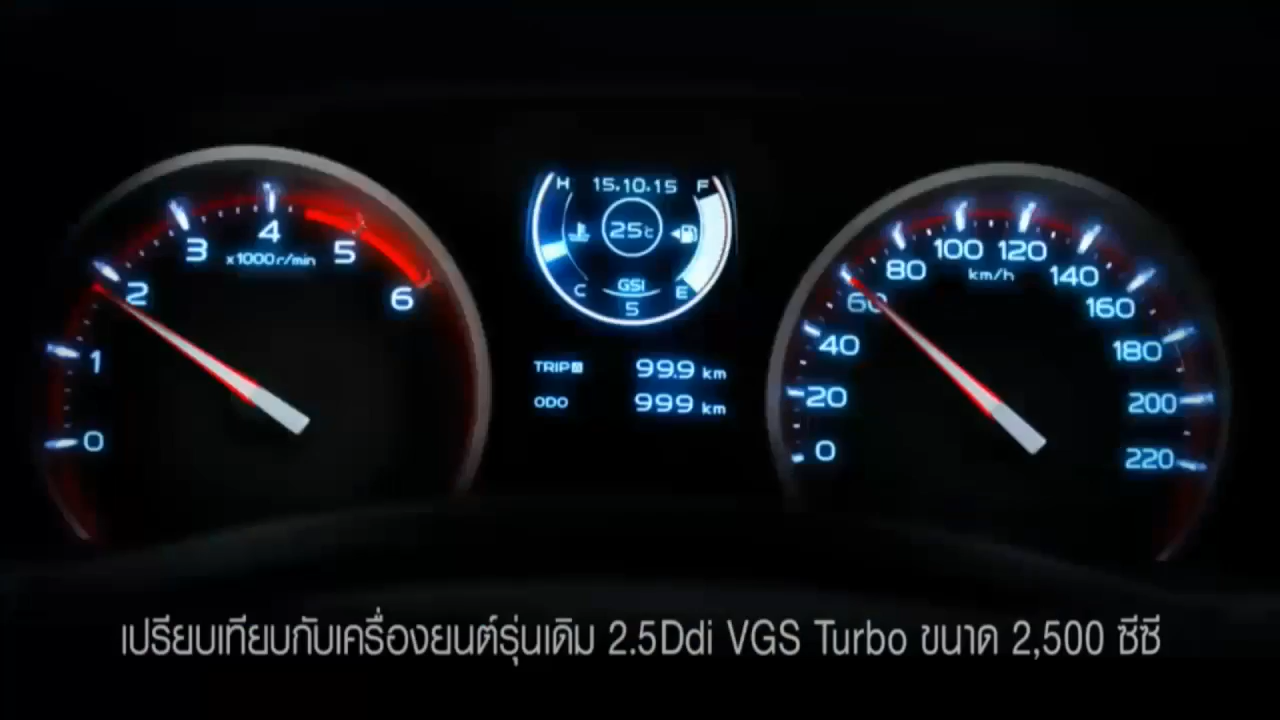 0
1
2
3
4
5
6
x1000r/min
H 15.10.15 F
25c
C GSI E
5
TRIP A 99.9 km
ODO 999 km
0
20
40
60
80
100
120
140
160
180
200
220
km/h
เปรียบเทียบกับเครื่องยนต์รุ่นเดิม 2.5Ddi VGS Turbo ขนาด 2,500 ซีซี